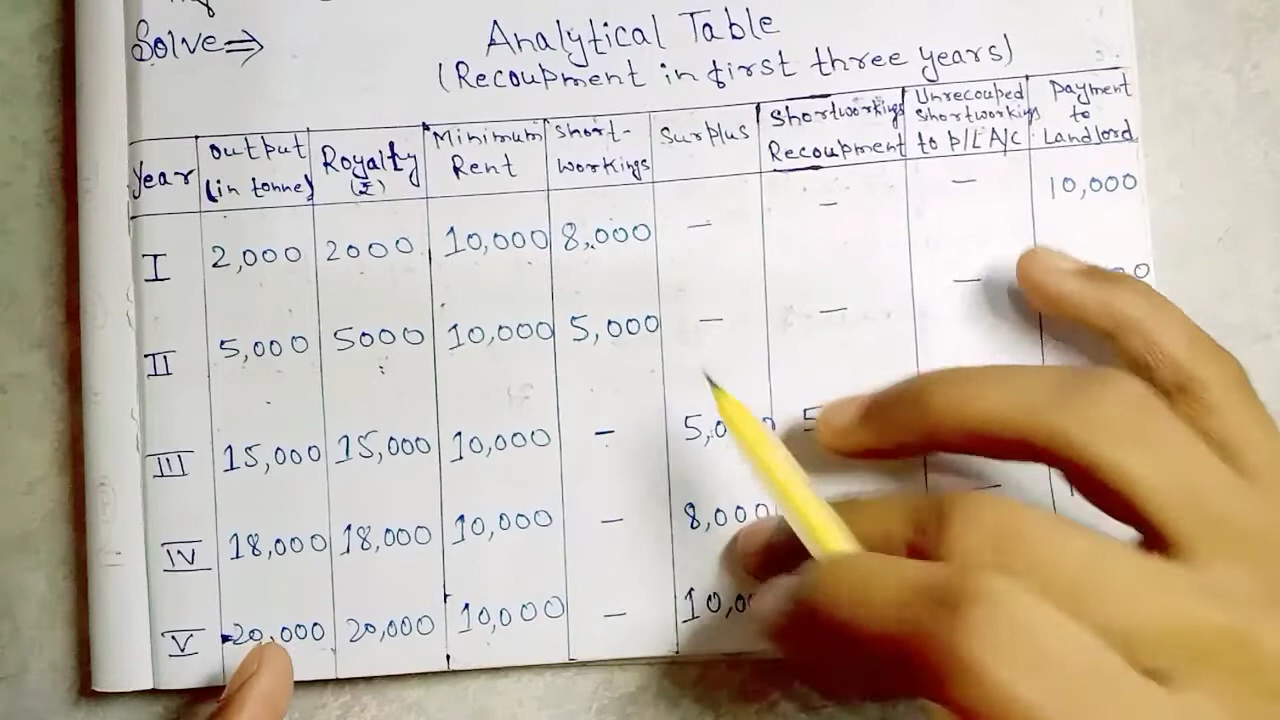 Solve ⇒
Analytical Table
(Recoupment in first three years)
Year
Output (in tonne)
Royalty (₹)
Minimum Rent
Short-workings
Surplus
Shortworkings Recoupment
Unrecouped Shortworkings to P/L A/C
Payment to Landlord
I 2,000 2000 10,000 8,000 — — — 10,000
II 5,000 5000 10,000 5,000 — — —
III 15,000 15,000 10,000 –
IV 18,000 18,000 10,000 — 8,000 —
V 20,000 20,000 10,000 —